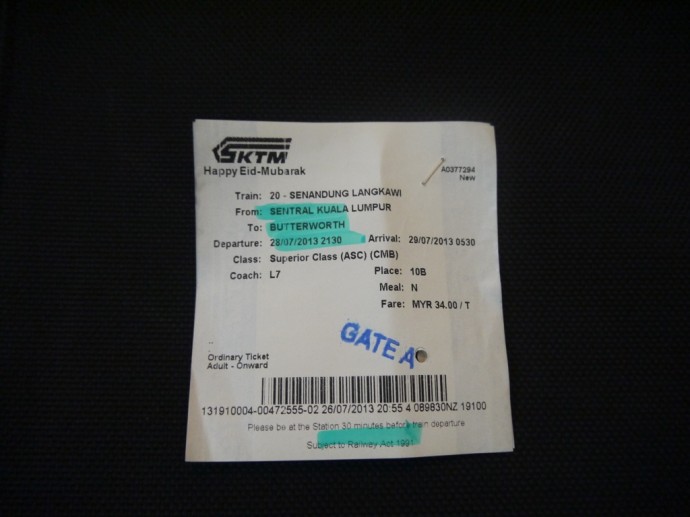 KTM
Happy Eid-Mubarak
A0377294
New
Train: 20 - SENANDUNG LANGKAWI
From: SENTRAL KUALA LUMPUR
To: BUTTERWORTH
Departure: 28/07/2013 2130 Arrival: 29/07/2013 0530
Class: Superior Class (ASC) (CMB)
Coach: L7 Place: 10B
Meal: N
Fare: MYR 34.00 / T
GATE A
Ordinary Ticket
Adult - Onward
131910004-00472555-02 26/07/2013 20:55 4 089830NZ 19100
Please be at the Station 30 minutes before train departure
Subject to Railway Act 1991